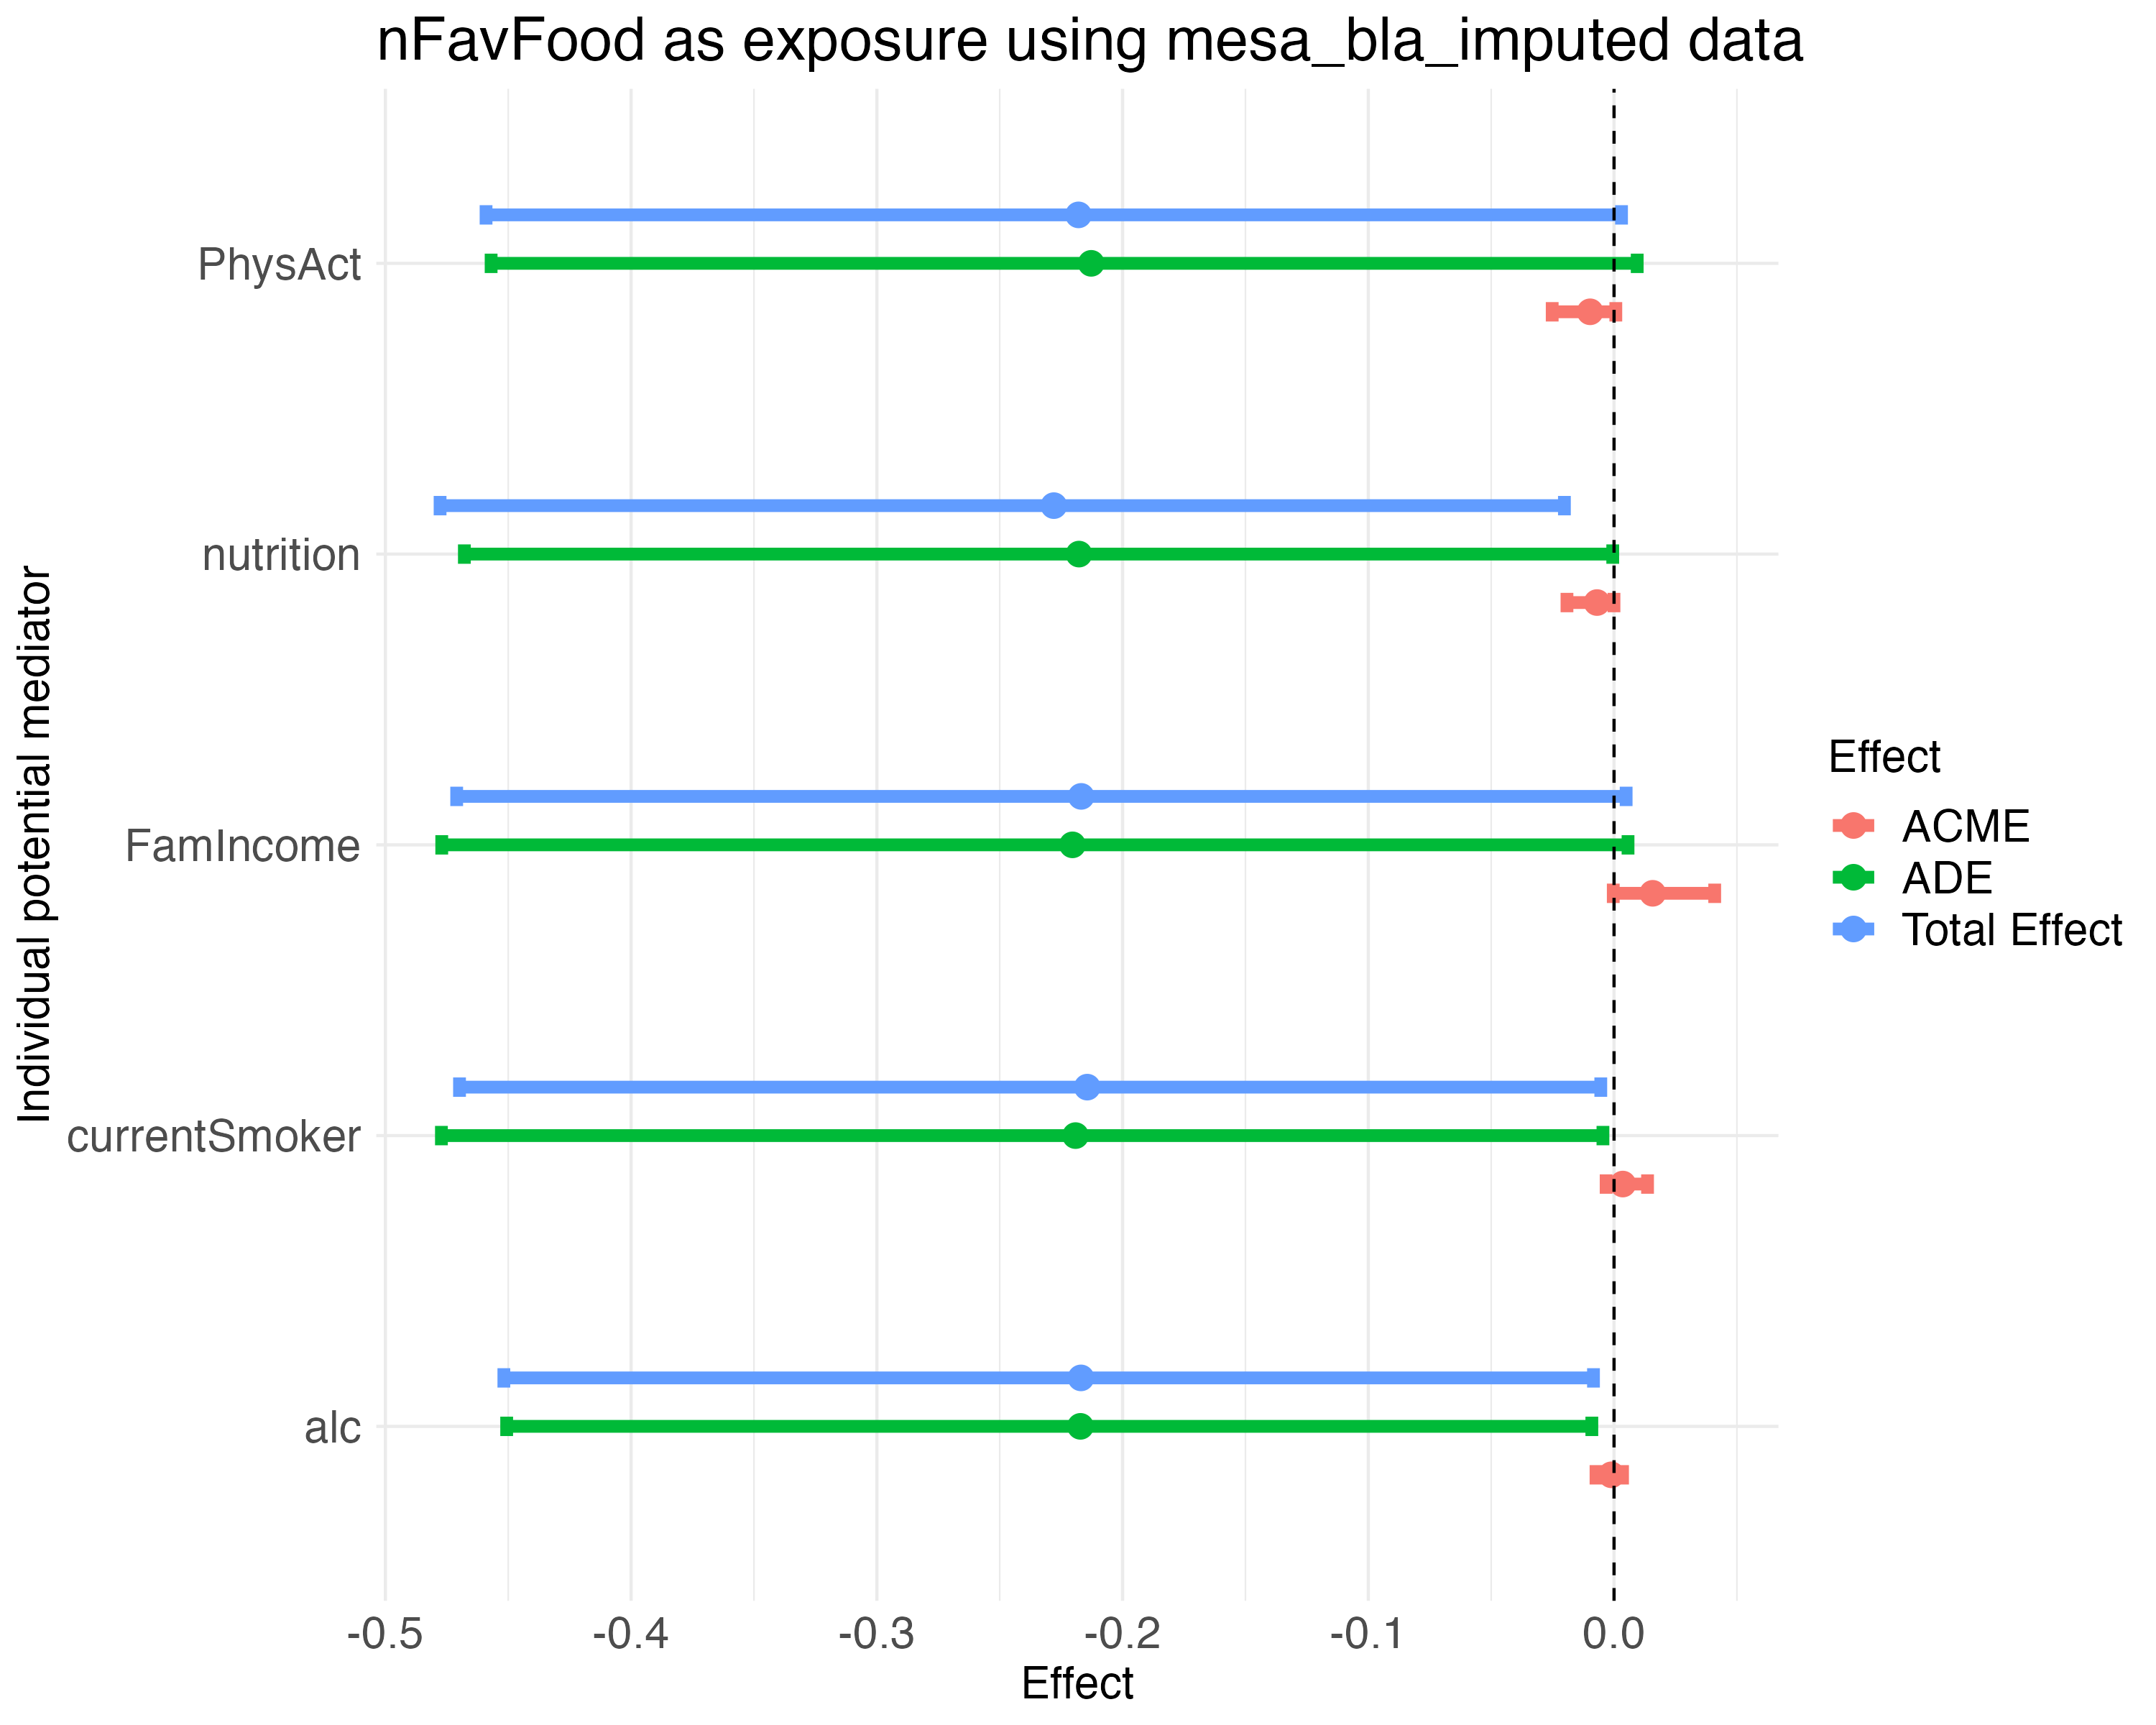 nFavFood as exposure using mesa_bla_imputed data
Individual potential mediator
PhysAct
nutrition
FamIncome
currentSmoker
alc
-0.5
-0.4
-0.3
-0.2
-0.1
0.0
Effect
Effect
ACME
ADE
Total Effect